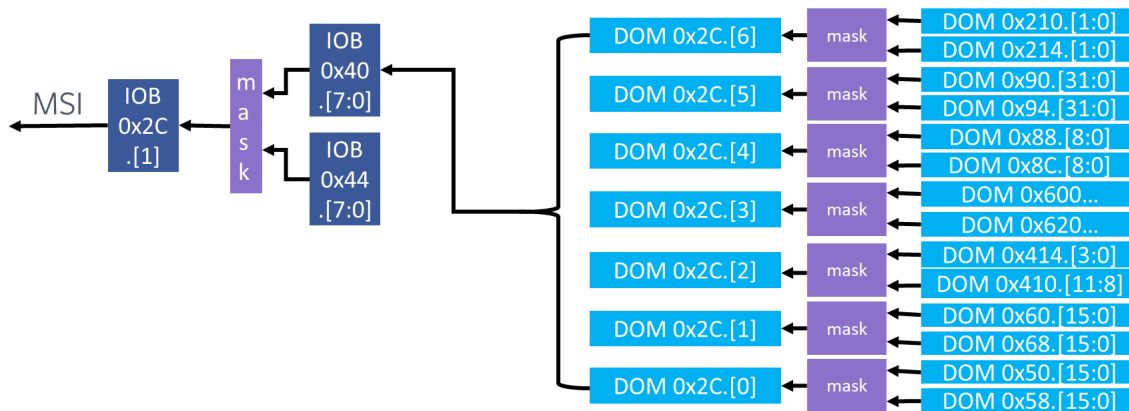 MSI
IOB
0x2C
.[1]
m
a
s
k
IOB
0x40
.[7:0]
IOB
0x44
.[7:0]
DOM 0x2C.[6]
mask
DOM 0x210.[1:0]
DOM 0x214.[1:0]
DOM 0x2C.[5]
mask
DOM 0x90.[31:0]
DOM 0x94.[31:0]
DOM 0x2C.[4]
mask
DOM 0x88.[8:0]
DOM 0x8C.[8:0]
DOM 0x2C.[3]
mask
DOM 0x600...
DOM 0x620...
DOM 0x2C.[2]
mask
DOM 0x414.[3:0]
DOM 0x410.[11:8]
DOM 0x2C.[1]
mask
DOM 0x60.[15:0]
DOM 0x68.[15:0]
DOM 0x2C.[0]
mask
DOM 0x50.[15:0]
DOM 0x58.[15:0]